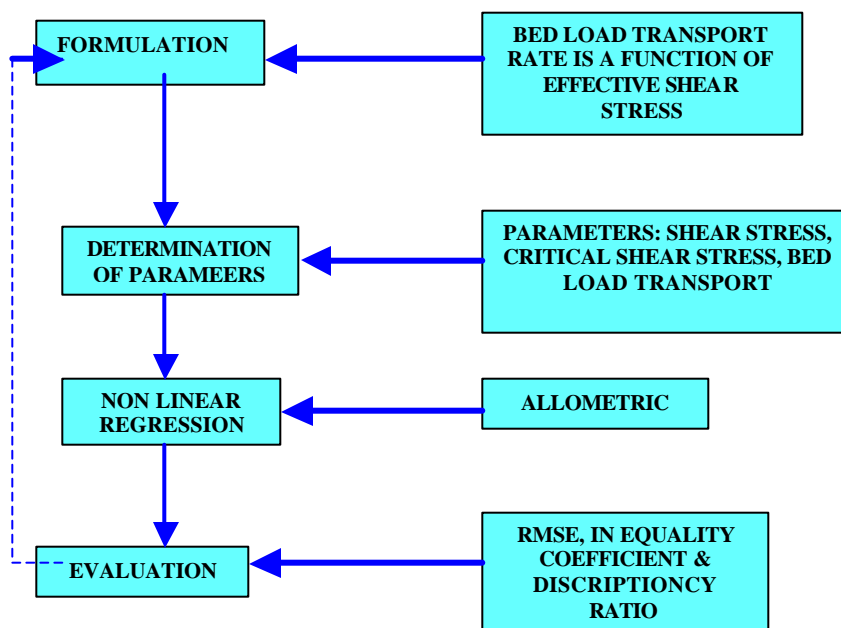 FORMULATION
BED LOAD TRANSPORT
RATE IS A FUNCTION OF
EFFECTIVE SHEAR
STRESS
DETERMINATION
OF PARAMEERS
PARAMETERS: SHEAR STRESS,
CRITICAL SHEAR STRESS, BED
LOAD TRANSPORT
NON LINEAR
REGRESSION
ALLOMETRIC
EVALUATION
RMSE, IN EQUALITY
COEFFICIENT &
DISCRIPTIONCY
RATIO